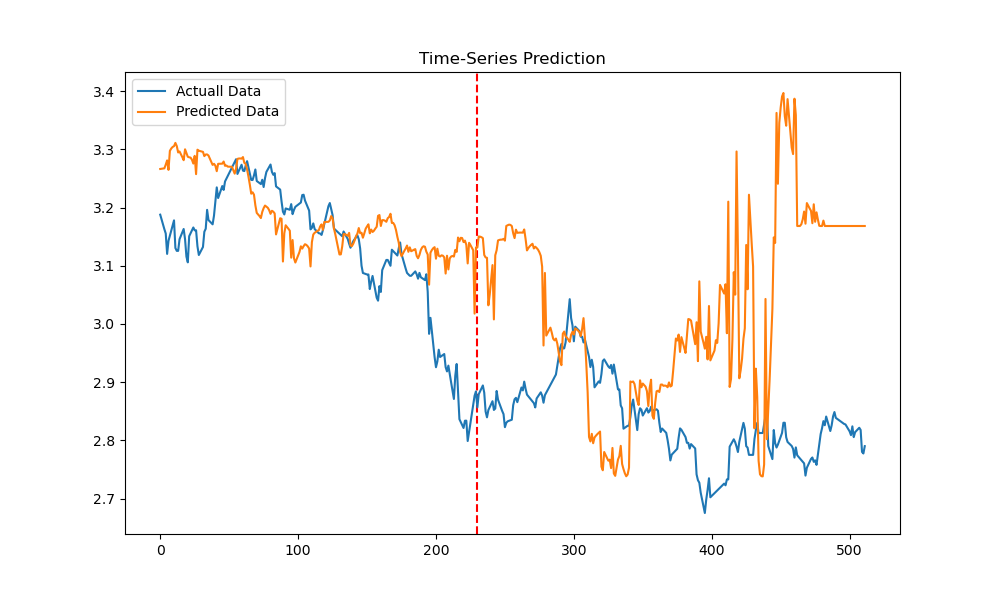 Time-Series Prediction
Actuall Data
Predicted Data
3.4
3.3
3.2
3.1
3.0
2.9
2.8
2.7
0 100 200 300 400 500